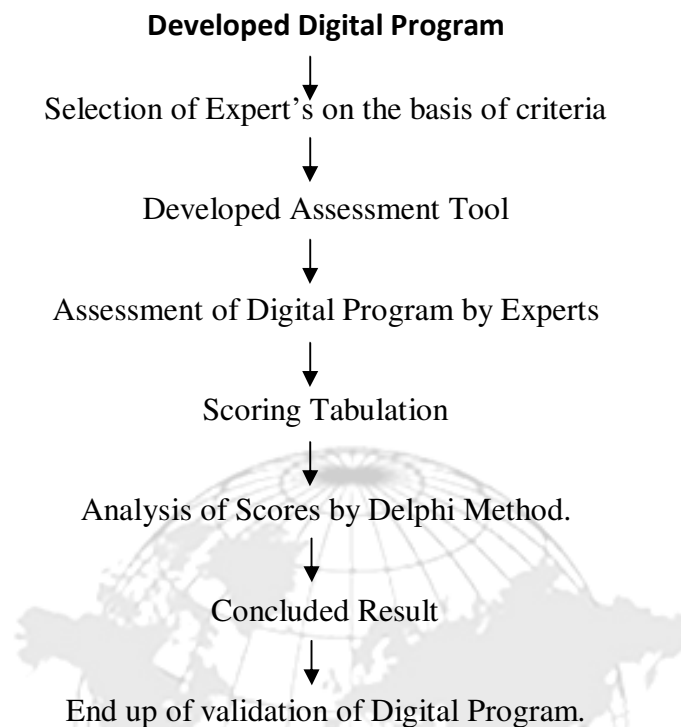 Developed Digital Program
Selection of Expert’s on the basis of criteria
Developed Assessment Tool
Assessment of Digital Program by Experts
Scoring Tabulation
Analysis of Scores by Delphi Method.
Concluded Result
End up of validation of Digital Program.